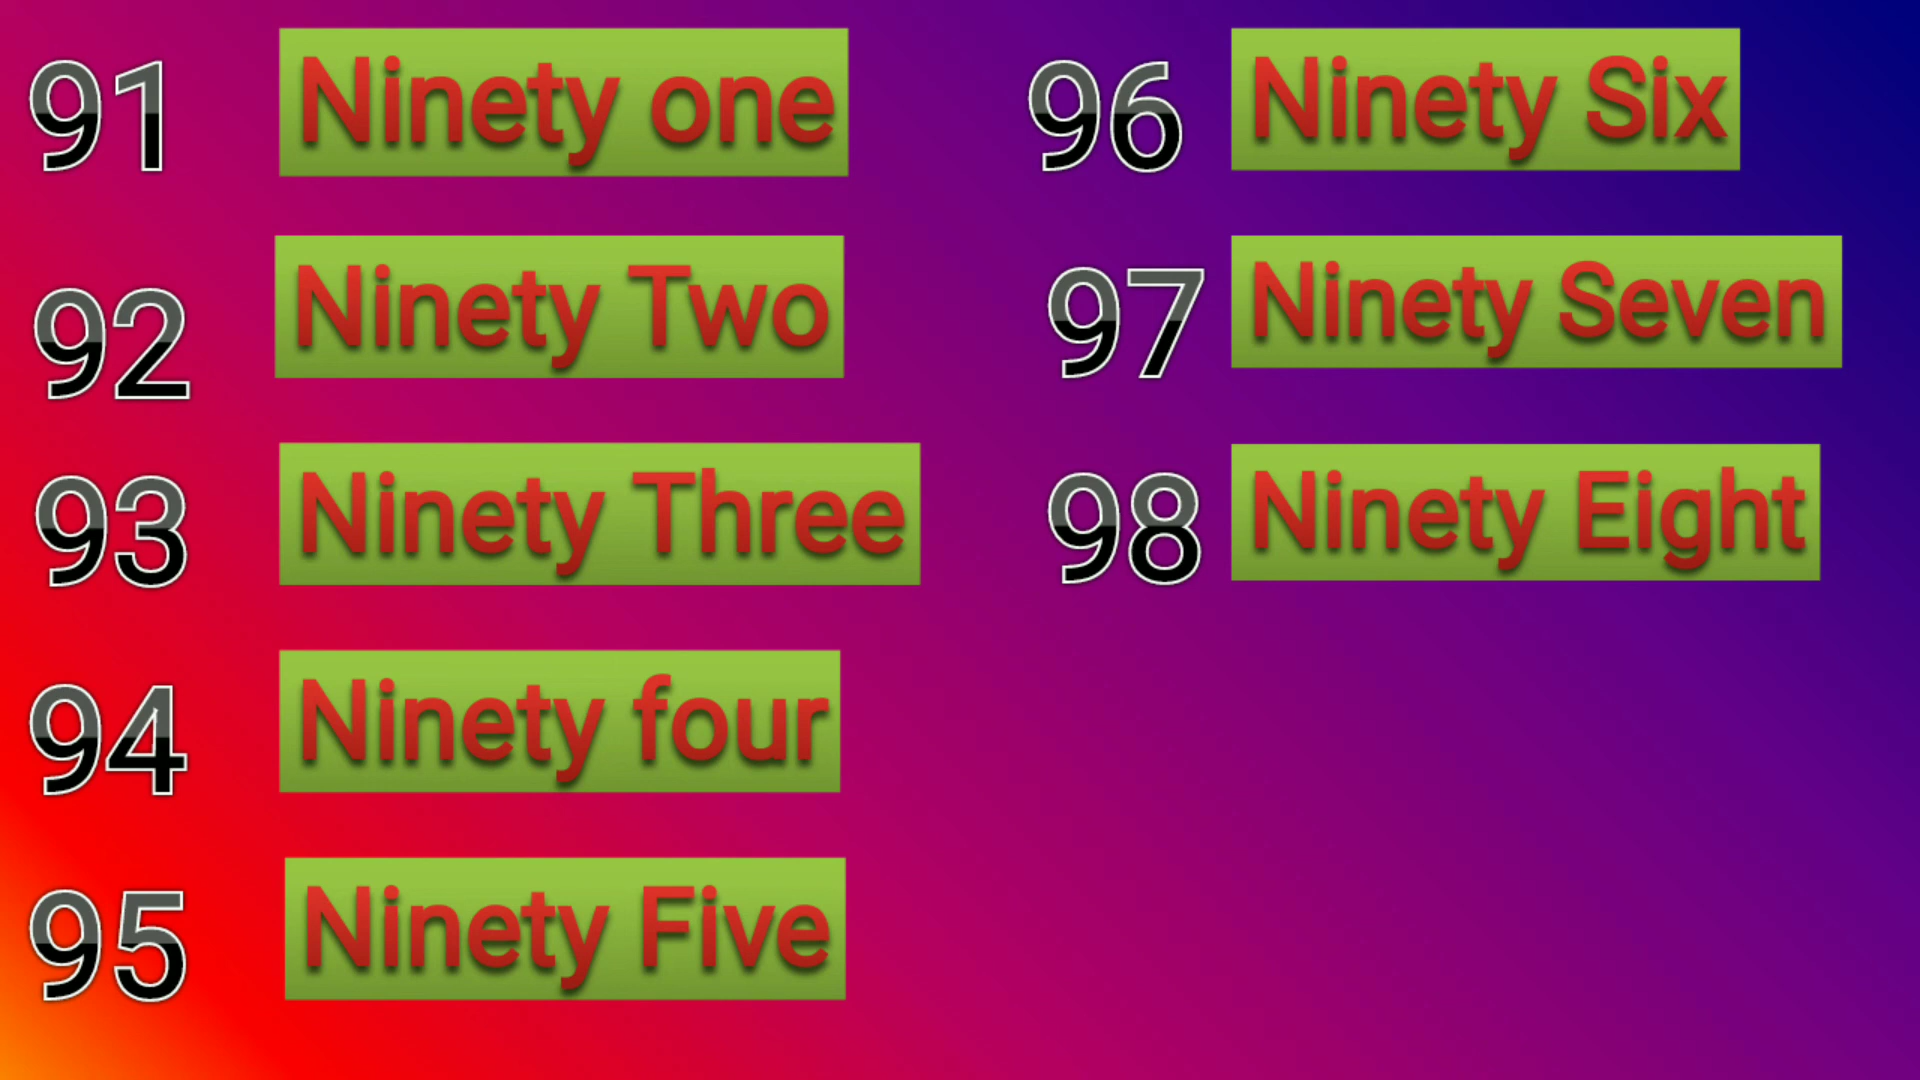 91 Ninety one
92 Ninety Two
93 Ninety Three
94 Ninety four
95 Ninety Five
96 Ninety Six
97 Ninety Seven
98 Ninety Eight